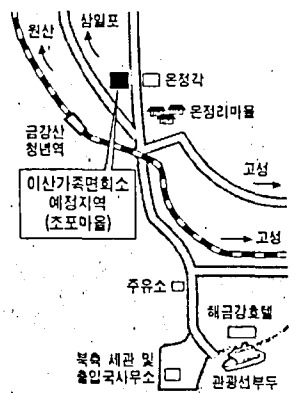 원산
삼일포
온정각
온정리마을
금강산
청년역
고성
이산가족면회소
예정지역
(조포마을)
고성
주유소
해금강호텔
북측 세관 및
출입국사무소
관광선부두